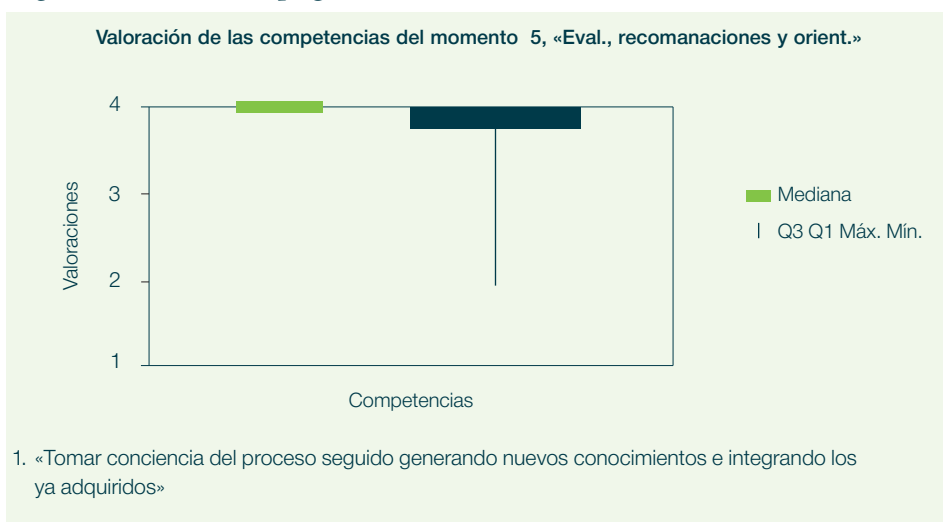 Valoración de las competencias del momento 5, «Eval., recomanaciones y orient.»
4
3
2
1
Valoraciones
Competencias
Mediana
Q3 Q1 Máx. Mín.
1. «Tomar conciencia del proceso seguido generando nuevos conocimientos e integrando los
ya adquiridos»